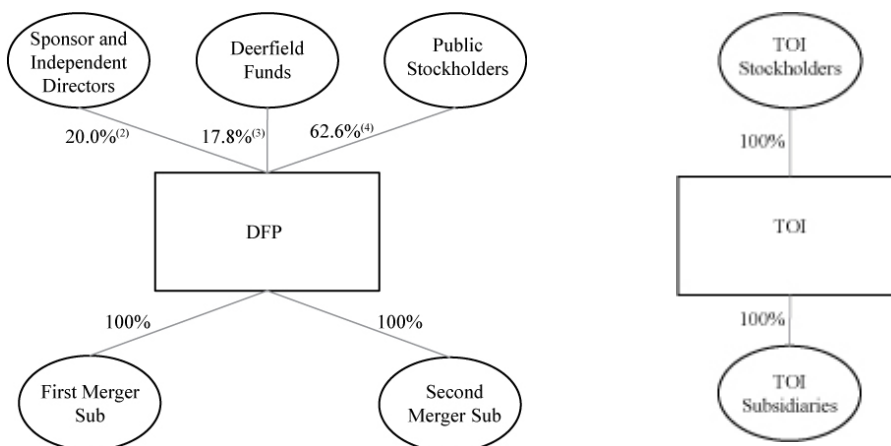 Sponsor and
Independent
Directors
Deerfield
Funds
Public
Stockholders
TOI
Stockholders
20.0%(2)
17.8%(3)
62.6%(4)
100%
DFP
TOI
100%
100%
100%
First Merger
Sub
Second
Merger Sub
TOI
Subsidiaries